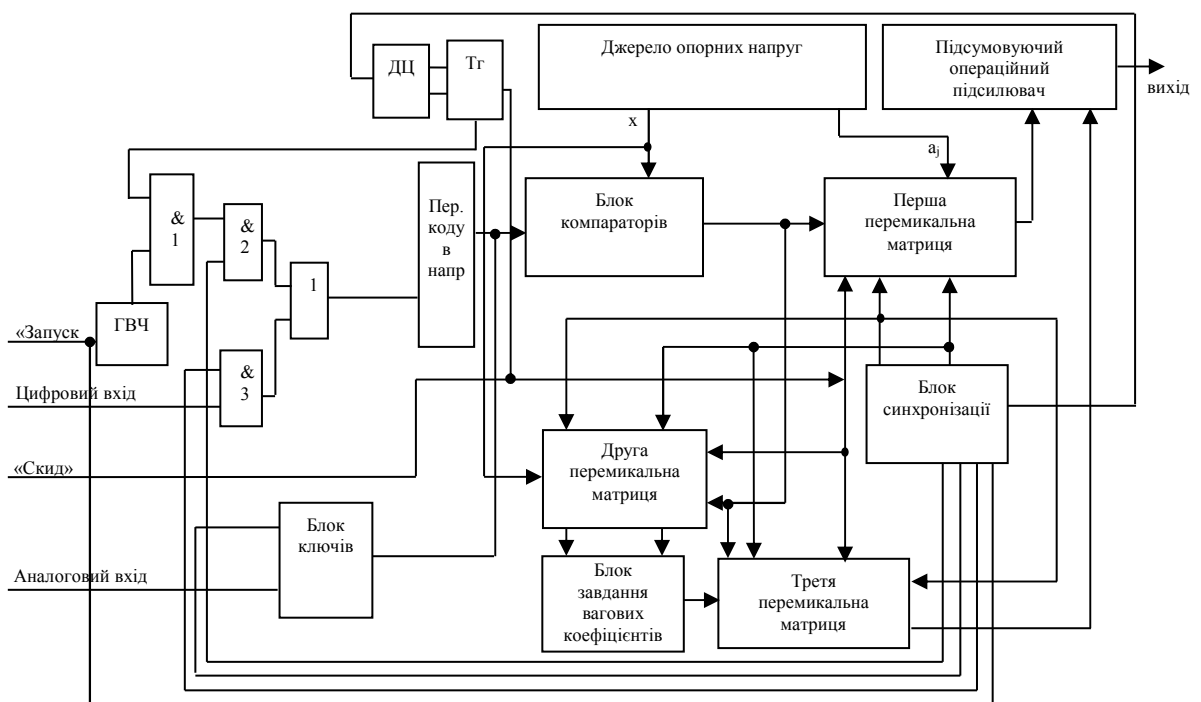 ДЦ
Тг
Джерело опорних напруг
Підсумовуючий
операційний
підсилювач
вихід
x
aj
&
1
&
2
1
Пер.
коду
в
напр
Блок
компараторів
Перша
перемикальна
матриця
ГВЧ
«Запуск
&
3
Цифровий вхід
Блок
синхронізації
«Скид»
Друга
перемикальна
матриця
Блок
ключів
Аналоговий вхід
Блок
завдання
вагових
коефіцієнтів
Третя
перемикальна
матриця